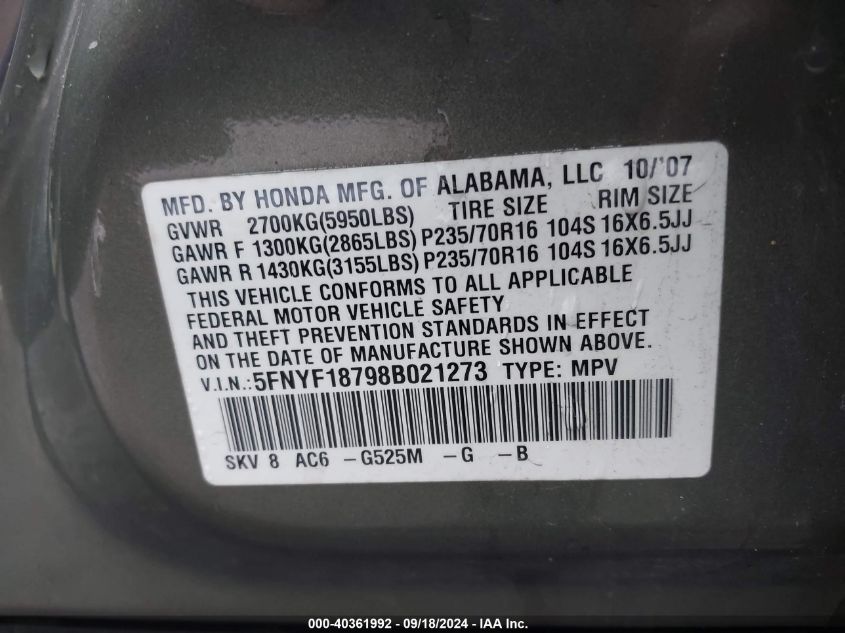 MFD. BY HONDA MFG. OF ALABAMA, LLC 10/'07
GVWR 2700KG(5950LBS) TIRE SIZE RIM SIZE
GAWR F 1300KG(2865LBS) P235/70R16 104S 16X6.5JJ
GAWR R 1430KG(3155LBS) P235/70R16 104S 16X6.5JJ
THIS VEHICLE CONFORMS TO ALL APPLICABLE
FEDERAL MOTOR VEHICLE SAFETY
AND THEFT PREVENTION STANDARDS IN EFFECT
ON THE DATE OF MANUFACTURE SHOWN ABOVE.
V.I.N.: 5FNYF18798B021273 TYPE: MPV
SKV 8 AC6 -G525M -G -B
000-40361992 - 09/18/2024 - IAA Inc.